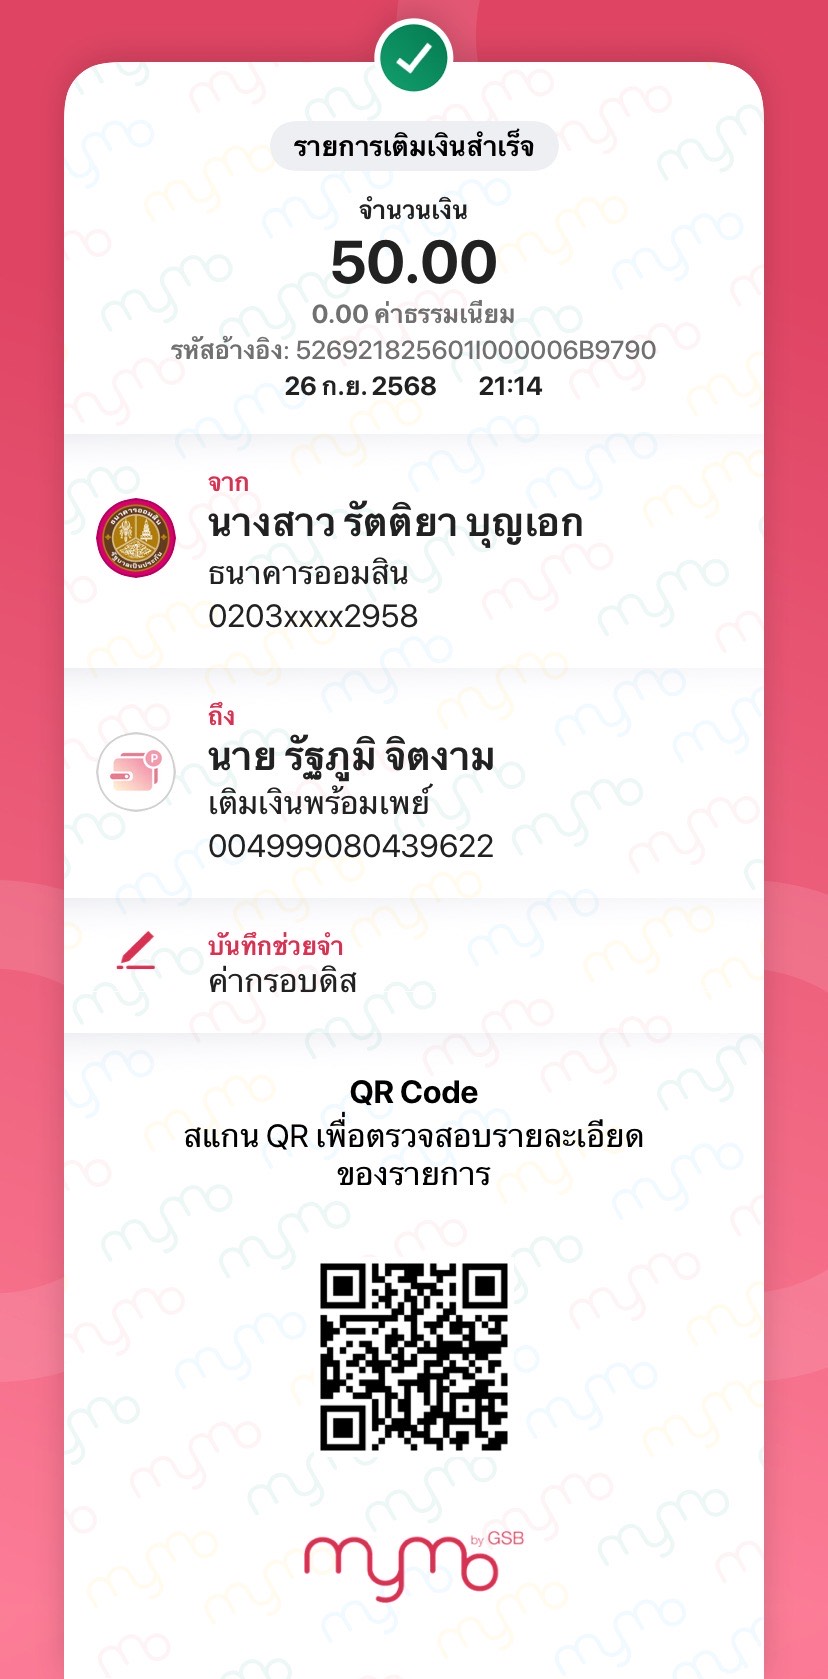 รายการเติมเงินสำเร็จ
จำนวนเงิน
50.00
0.00 ค่าธรรมเนียม
รหัสอ้างอิง: 526921825601I000006B9790
26 ก.ย. 2568 21:14
จาก
นางสาว รัตติยา บุญเอก
ธนาคารออมสิน
0203xxxx2958
ถึง
นาย รัฐภูมิ จิตงาม
เติมเงินพร้อมเพย์
004999080439622
บันทึกช่วยจำ
ค่ากรอบดิส
QR Code
สแกน QR เพื่อตรวจสอบรายละเอียด
ของรายการ
mymo by GSB